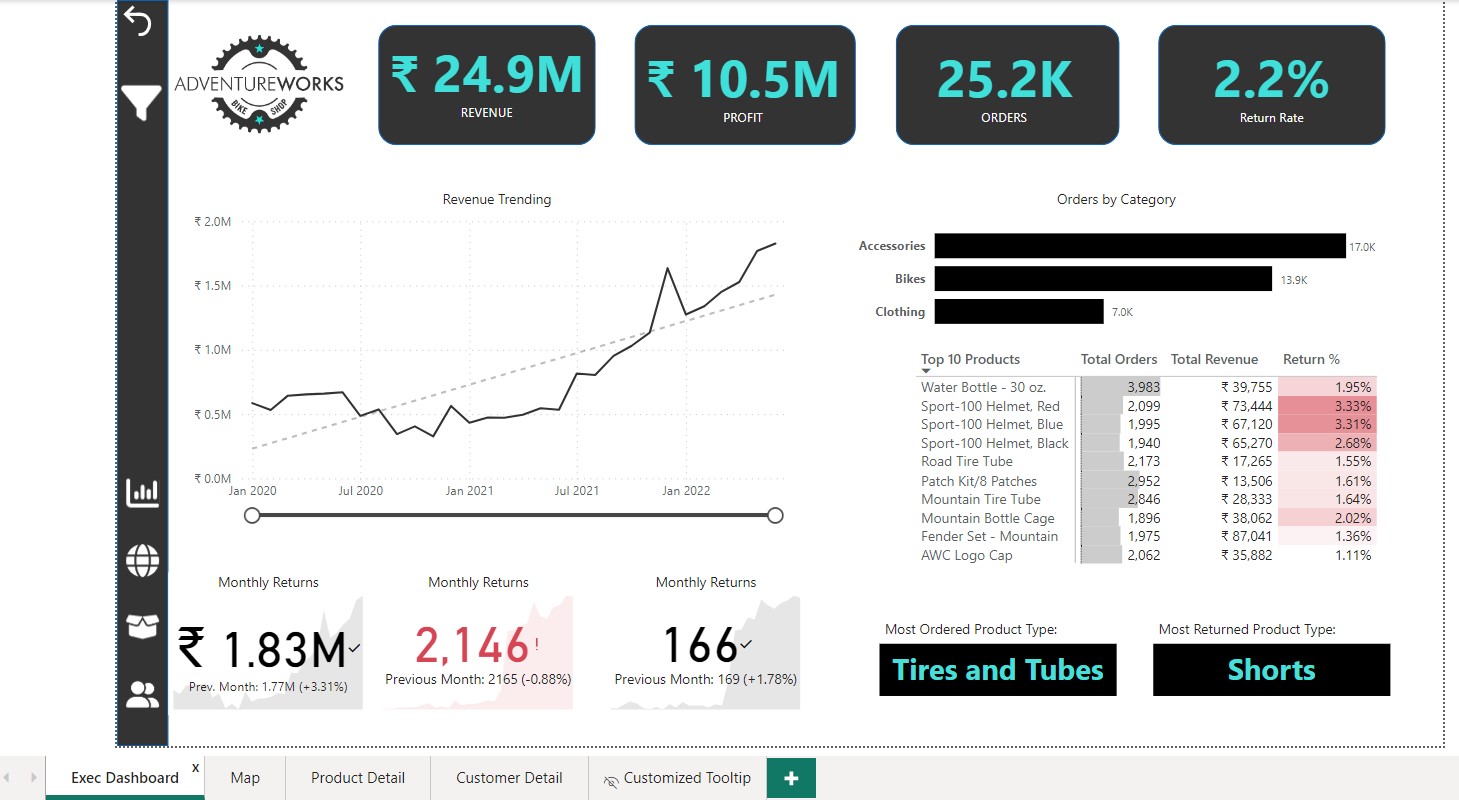 ADVENTUREWORKS
BIKE SHOP
₹ 24.9M
REVENUE
₹ 10.5M
PROFIT
25.2K
ORDERS
2.2%
Return Rate
Revenue Trending
₹ 2.0M
₹ 1.5M
₹ 1.0M
₹ 0.5M
₹ 0.0M
Jan 2020 Jul 2020 Jan 2021 Jul 2021 Jan 2022
Orders by Category
Accessories 17.0K
Bikes 13.9K
Clothing 7.0K
Top 10 Products Total Orders Total Revenue Return %
Water Bottle - 30 oz. 3,983 ₹ 39,755 1.95%
Sport-100 Helmet, Red 2,099 ₹ 73,444 3.33%
Sport-100 Helmet, Blue 1,995 ₹ 67,120 3.31%
Sport-100 Helmet, Black 1,940 ₹ 65,270 2.68%
Road Tire Tube 2,173 ₹ 17,265 1.55%
Patch Kit/8 Patches 2,952 ₹ 13,506 1.61%
Mountain Tire Tube 2,846 ₹ 28,333 1.64%
Mountain Bottle Cage 1,896 ₹ 38,062 2.02%
Fender Set - Mountain 1,975 ₹ 87,041 1.36%
AWC Logo Cap 2,062 ₹ 35,882 1.11%
Monthly Returns
₹ 1.83M
Prev. Month: 1.77M (+3.31%)
Monthly Returns
2,146!
Previous Month: 2165 (-0.88%)
Monthly Returns
166
Previous Month: 169 (+1.78%)
Most Ordered Product Type:
Tires and Tubes
Most Returned Product Type:
Shorts
Exec Dashboard X Map Product Detail Customer Detail Customized Tooltip +